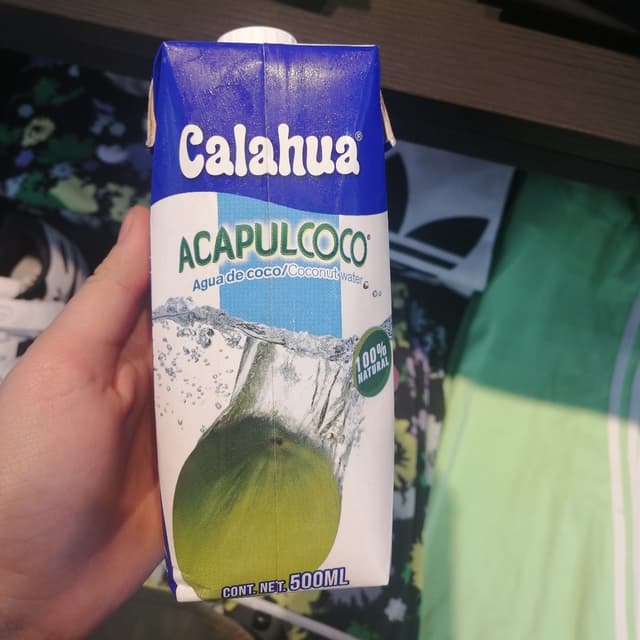 Calahua®
ACAPULCOCO®
Agua de coco/Coconut water
100%
NATURAL
CONT. NET. 500ML